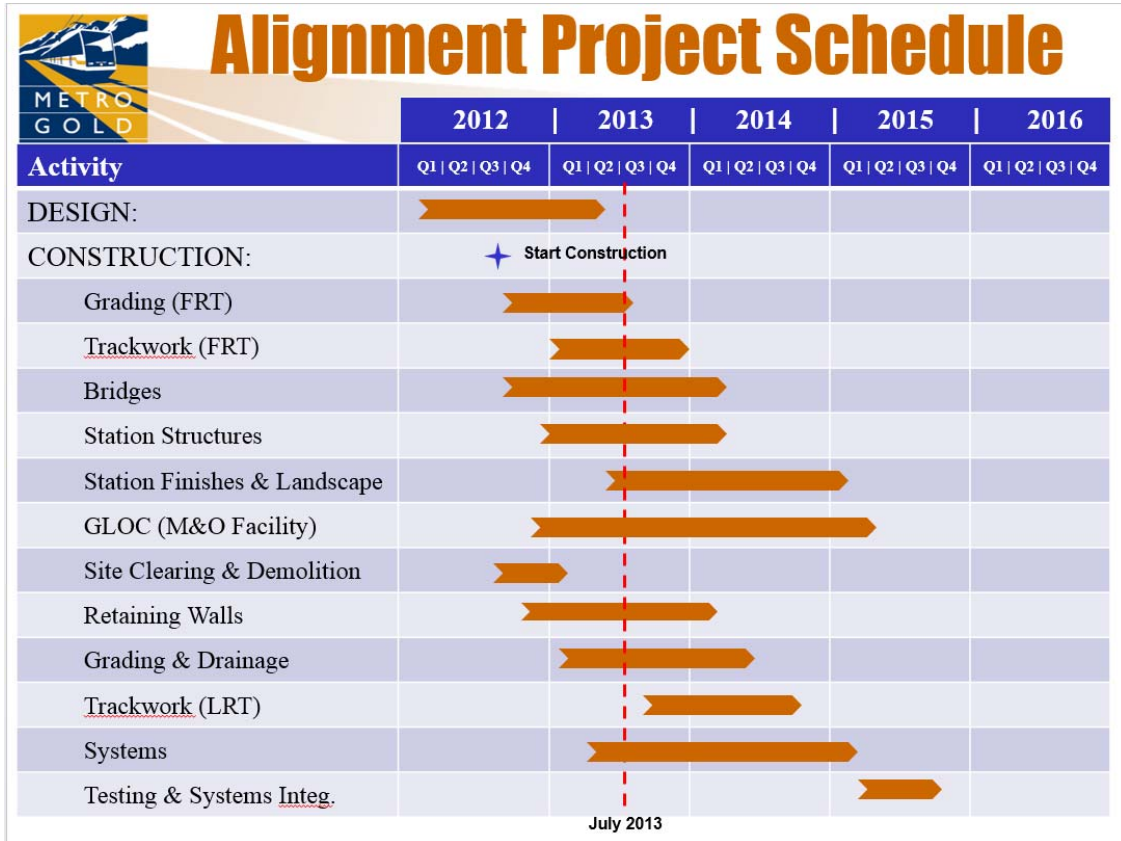 Alignment Project Schedule
METRO
GOLD
2012 | 2013 | 2014 | 2015 | 2016
Activity Q1 | Q2 | Q3 | Q4 Q1 | Q2 | Q3 | Q4 Q1 | Q2 | Q3 | Q4 Q1 | Q2 | Q3 | Q4 Q1 | Q2 | Q3 | Q4
DESIGN:
CONSTRUCTION: Start Construction
Grading (FRT)
Trackwork (FRT)
Bridges
Station Structures
Station Finishes & Landscape
GLOC (M&O Facility)
Site Clearing & Demolition
Retaining Walls
Grading & Drainage
Trackwork (LRT)
Systems
Testing & Systems Integ.
July 2013